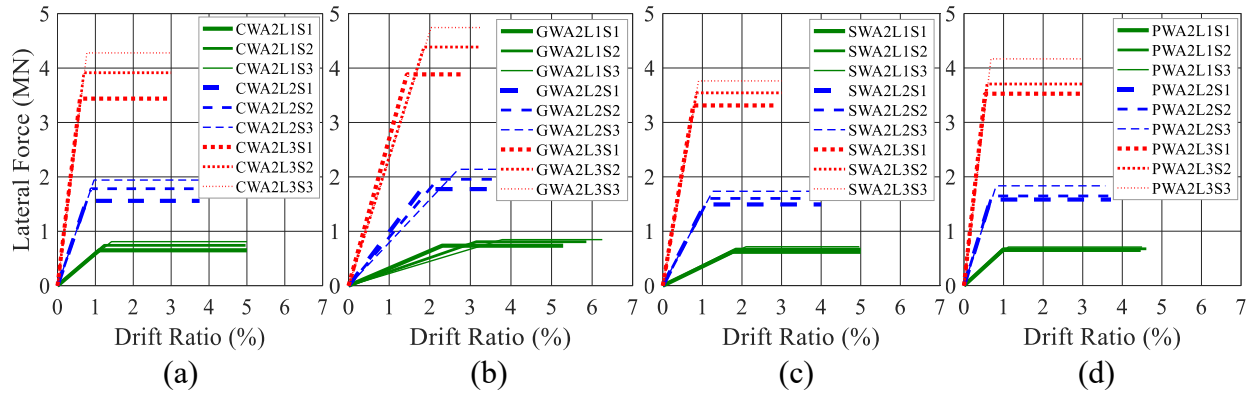 Lateral Force (MN)
5
4
3
2
1
0
0 1 2 3 4 5 6 7
Drift Ratio (%)
(a)
CWA2L1S1
CWA2L1S2
CWA2L1S3
CWA2L2S1
CWA2L2S2
CWA2L2S3
CWA2L3S1
CWA2L3S2
CWA2L3S3
5
4
3
2
1
0
0 1 2 3 4 5 6 7
Drift Ratio (%)
(b)
GWA2L1S1
GWA2L1S2
GWA2L1S3
GWA2L2S1
GWA2L2S2
GWA2L2S3
GWA2L3S1
GWA2L3S2
GWA2L3S3
5
4
3
2
1
0
0 1 2 3 4 5 6 7
Drift Ratio (%)
(c)
SWA2L1S1
SWA2L1S2
SWA2L1S3
SWA2L2S1
SWA2L2S2
SWA2L2S3
SWA2L3S1
SWA2L3S2
SWA2L3S3
5
4
3
2
1
0
0 1 2 3 4 5 6 7
Drift Ratio (%)
(d)
PWA2L1S1
PWA2L1S2
PWA2L1S3
PWA2L2S1
PWA2L2S2
PWA2L2S3
PWA2L3S1
PWA2L3S2
PWA2L3S3